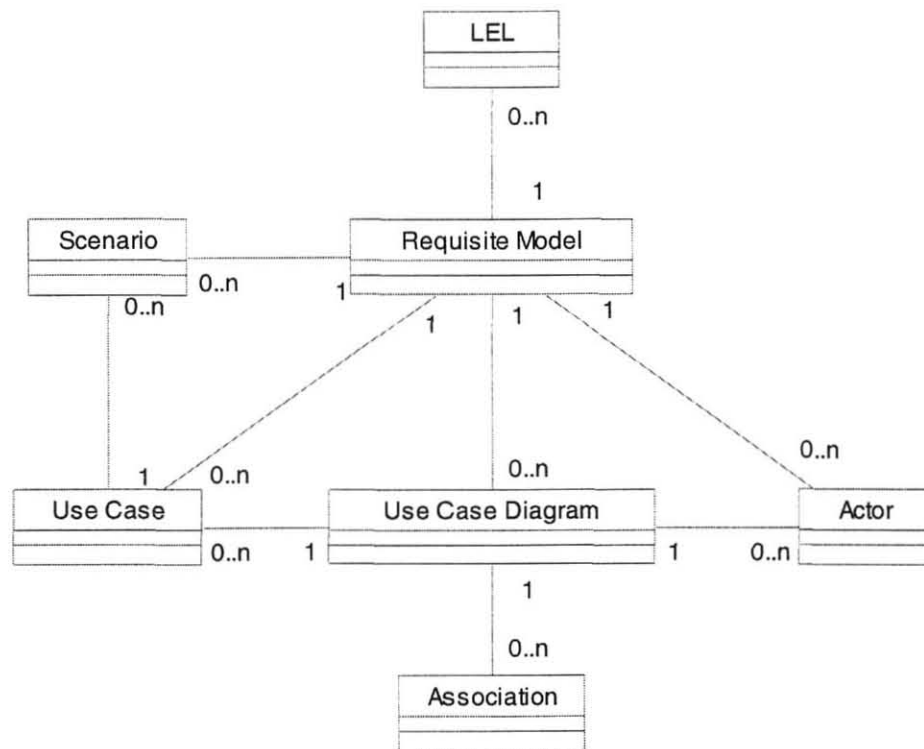 LEL
0..n
1
Scenario
Requisite Model
0..n
1
0..n
1
1
1
0..n
0..n
0..n
1
Use Case
Use Case Diagram
Actor
0..n
1
1
0..n
1
0..n
Association